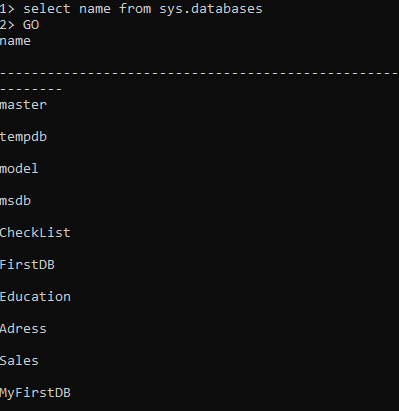 1> select name from sys.databases
2> GO
name
--------------------------------------------------
--------
master
tempdb
model
msdb
CheckList
FirstDB
Education
Adress
Sales
MyFirstDB